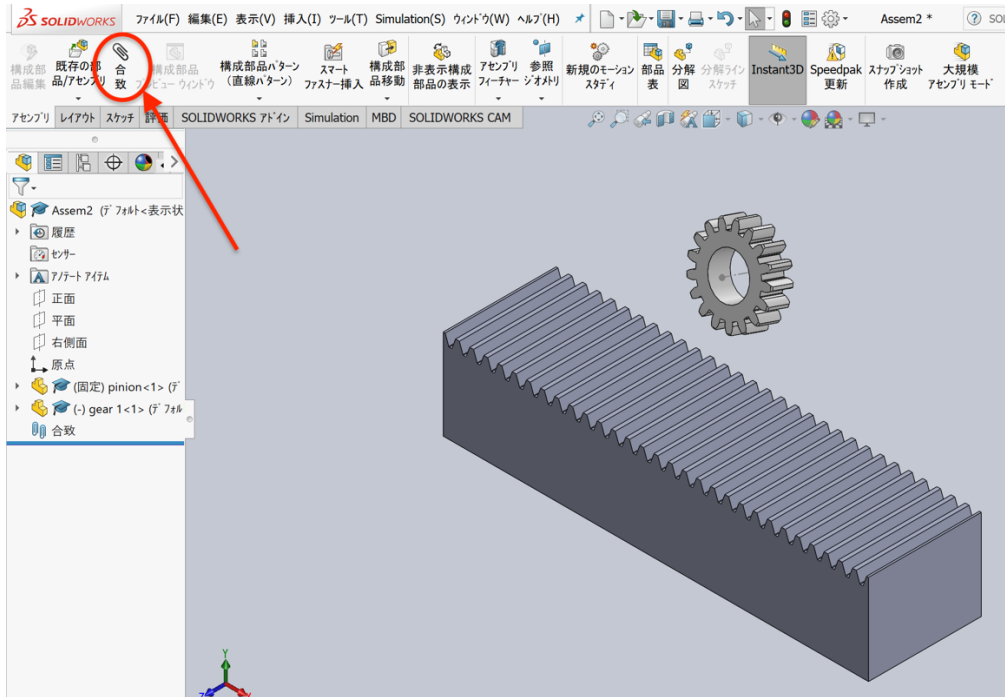 SOLIDWORKS ファイル(F) 編集(E) 表示(V) 挿入(I) ツール(T) Simulation(S) ウィンドウ(W) ヘルプ(H) Assem2 * SOL
構成部品編集
既存の部品/アセンブリ
合致
構成部品
プレビュー ウィンドウ
構成部品パターン
(直線パターン)
スマート
ファスナー挿入
構成部品移動
非表示構成部品の表示
アセンブリ
フィーチャー
参照
ジオメトリ
新規のモーション
スタディ
部品表
分解図
分解ライン
スケッチ
Instant3D
Speedpak
更新
スナップショット
作成
大規模
アセンブリ モード
アセンブリ レイアウト スケッチ 評価 SOLIDWORKS アドイン Simulation MBD SOLIDWORKS CAM
Assem2 (デフォルト<表示状
履歴
センサー
アノテート アイテム
正面
平面
右側面
原点
(固定) pinion<1> (デ
(-) gear 1<1> (デフォル
合致
Y